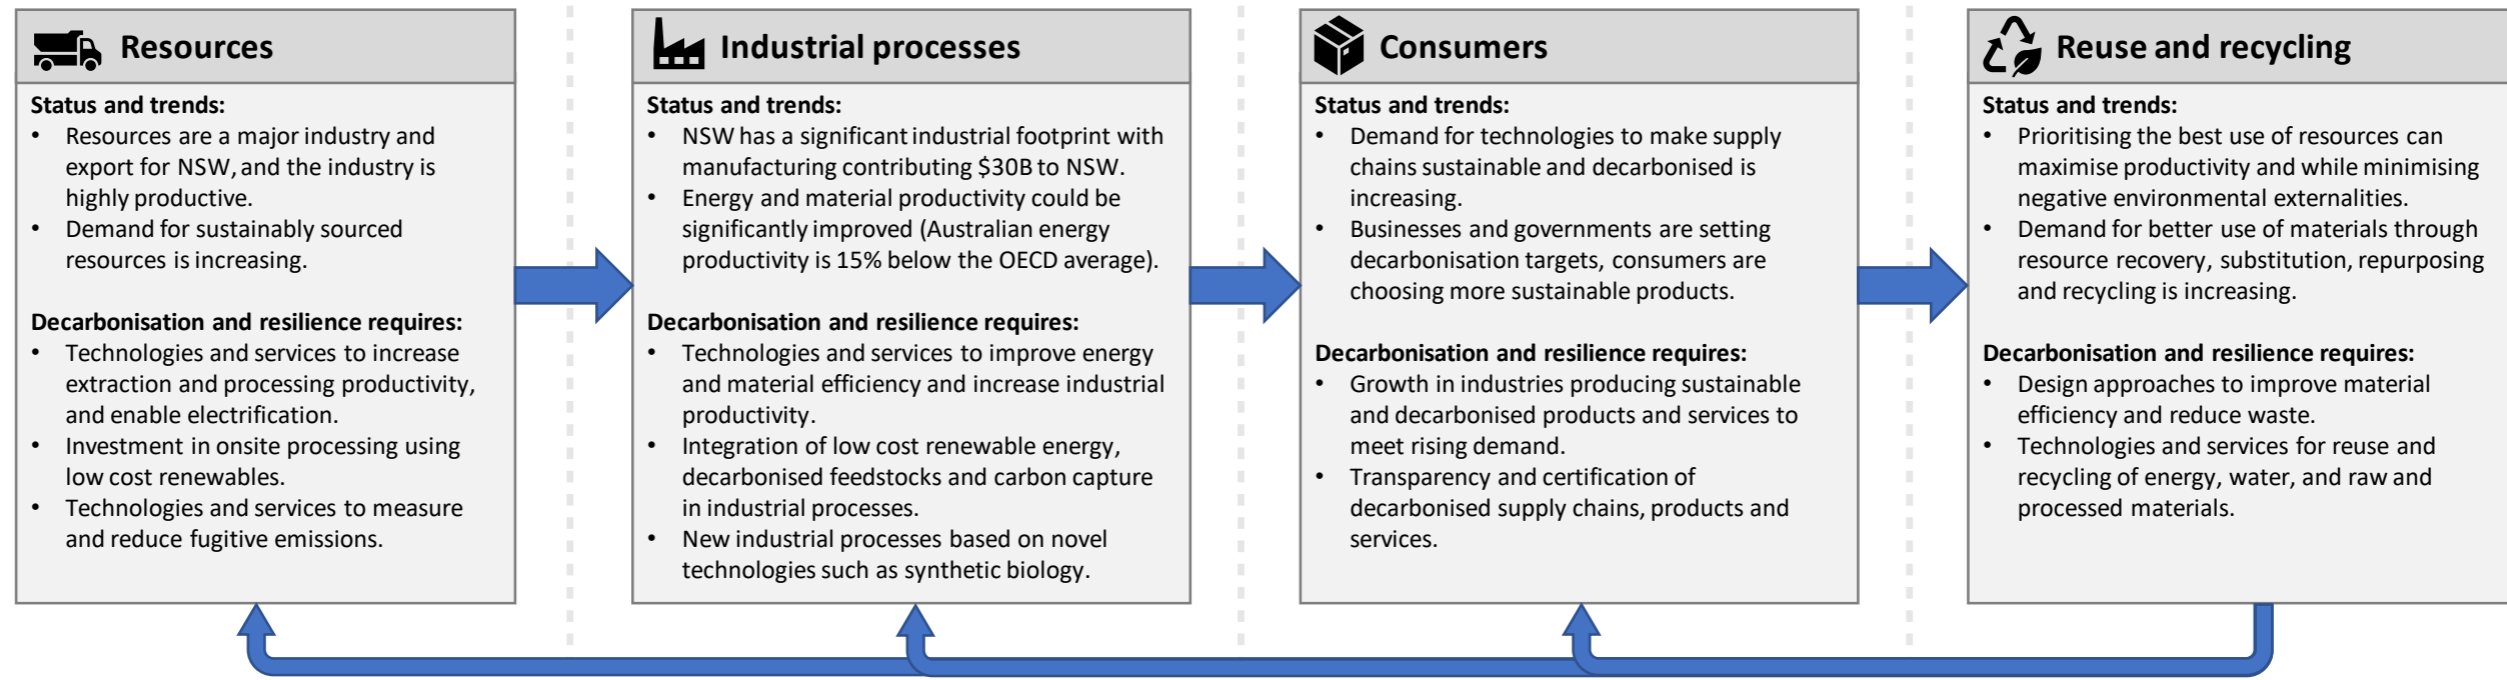 Resources
Status and trends:
• Resources are a major industry and
export for NSW, and the industry is
highly productive.
• Demand for sustainably sourced
resources is increasing.
Decarbonisation and resilience requires:
• Technologies and services to increase
extraction and processing productivity,
and enable electrification.
• Investment in onsite processing using
low cost renewables.
• Technologies and services to measure
and reduce fugitive emissions.
Industrial processes
Status and trends:
• NSW has a significant industrial footprint with
manufacturing contributing $30B to NSW.
• Energy and material productivity could be
significantly improved (Australian energy
productivity is 15% below the OECD average).
Decarbonisation and resilience requires:
• Technologies and services to improve energy
and material efficiency and increase industrial
productivity.
• Integration of low cost renewable energy,
decarbonised feedstocks and carbon capture
in industrial processes.
• New industrial processes based on novel
technologies such as synthetic biology.
Consumers
Status and trends:
• Demand for technologies to make supply
chains sustainable and decarbonised is
increasing.
• Businesses and governments are setting
decarbonisation targets, consumers are
choosing more sustainable products.
Decarbonisation and resilience requires:
• Growth in industries producing sustainable
and decarbonised products and services to
meet rising demand.
• Transparency and certification of
decarbonised supply chains, products and
services.
Reuse and recycling
Status and trends:
• Prioritising the best use of resources can
maximise productivity and while minimising
negative environmental externalities.
• Demand for better use of materials through
resource recovery, substitution, repurposing
and recycling is increasing.
Decarbonisation and resilience requires:
• Design approaches to improve material
efficiency and reduce waste.
• Technologies and services for reuse and
recycling of energy, water, and raw and
processed materials.